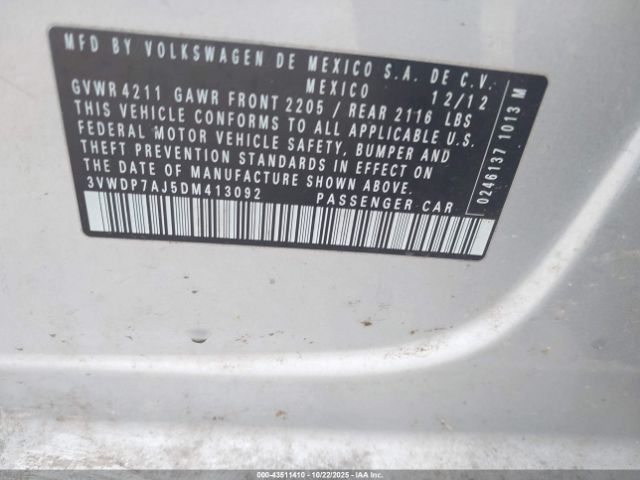 MFD BY VOLKSWAGEN DE MEXICO S.A. DE C.V.
MEXICO 12/12
GVWR 4211 GAWR FRONT 2205 / REAR 2116 LBS
THIS VEHICLE CONFORMS TO ALL APPLICABLE U.S.
FEDERAL MOTOR VEHICLE SAFETY, BUMPER AND
THEFT PREVENTION STANDARDS IN EFFECT ON
THE DATE OF MANUFACTURE SHOWN ABOVE.
3VWDP7AJ5DM413092 PASSENGER CAR
0246137 1013 M
000-43511410 - 10/22/2025 - IAAI.COM